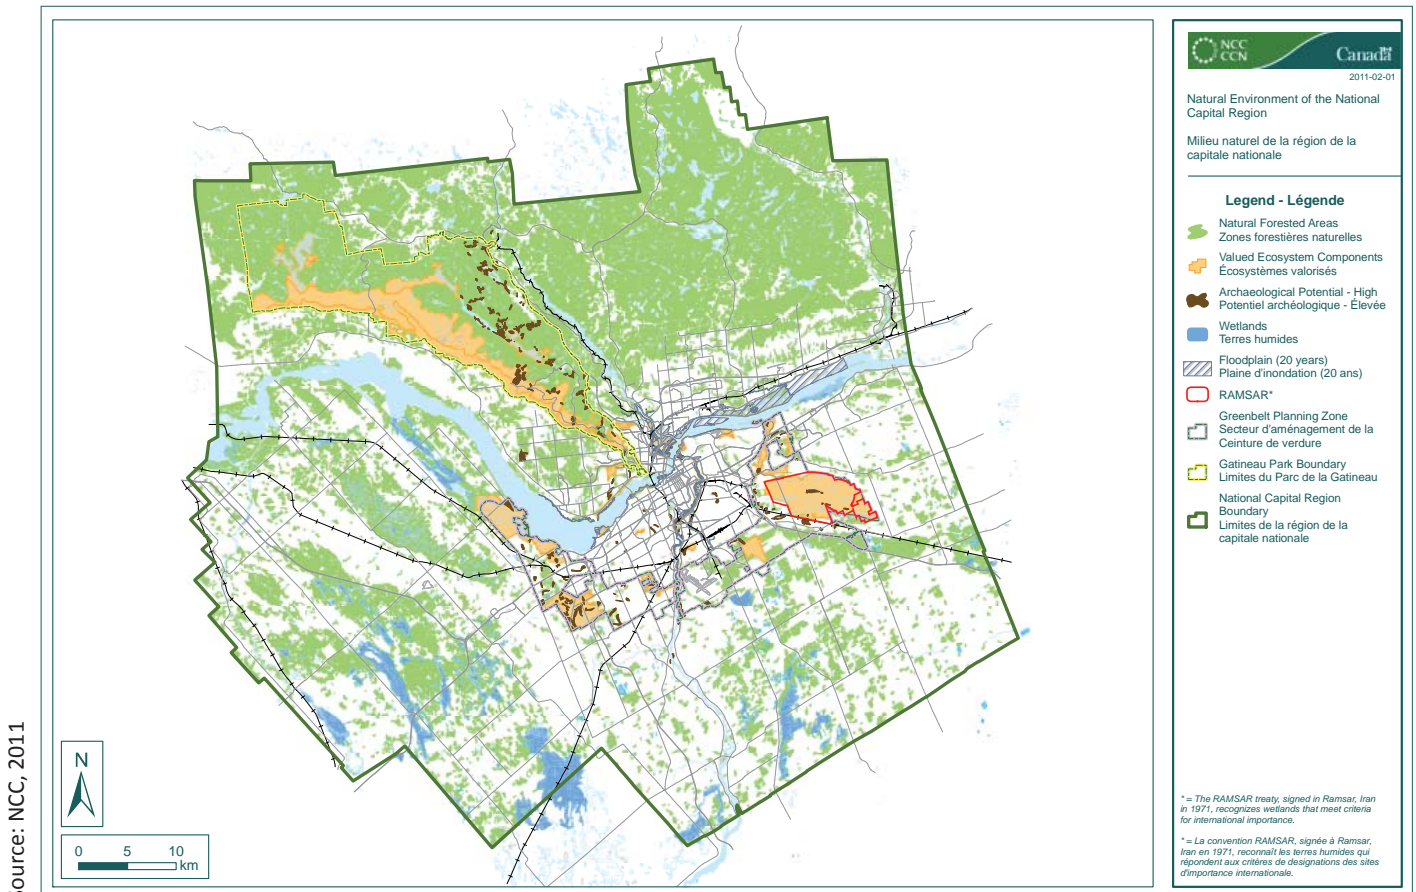 Source: NCC, 2011
N
0 5 10
km
NCC
CCN
Canada
2011-02-01
Natural Environment of the National
Capital Region
Milieu naturel de la région de la
capitale nationale
Legend - Légende
Natural Forested Areas
Zones forestières naturelles
Valued Ecosystem Components
Écosystèmes valorisés
Archaeological Potential - High
Potentiel archéologique - Élevée
Wetlands
Terres humides
Floodplain (20 years)
Plaine d'inondation (20 ans)
RAMSAR*
Greenbelt Planning Zone
Secteur d'aménagement de la
Ceinture de verdure
Gatineau Park Boundary
Limites du Parc de la Gatineau
National Capital Region
Boundary
Limites de la région de la
capitale nationale
* = The RAMSAR treaty, signed in Ramsar, Iran
in 1971, recognizes wetlands that meet criteria
for international importance.
* = La convention RAMSAR, signée à Ramsar,
Iran en 1971, reconnaît les terres humides qui
répondent aux critères de designations des sites
d'importance internationale.